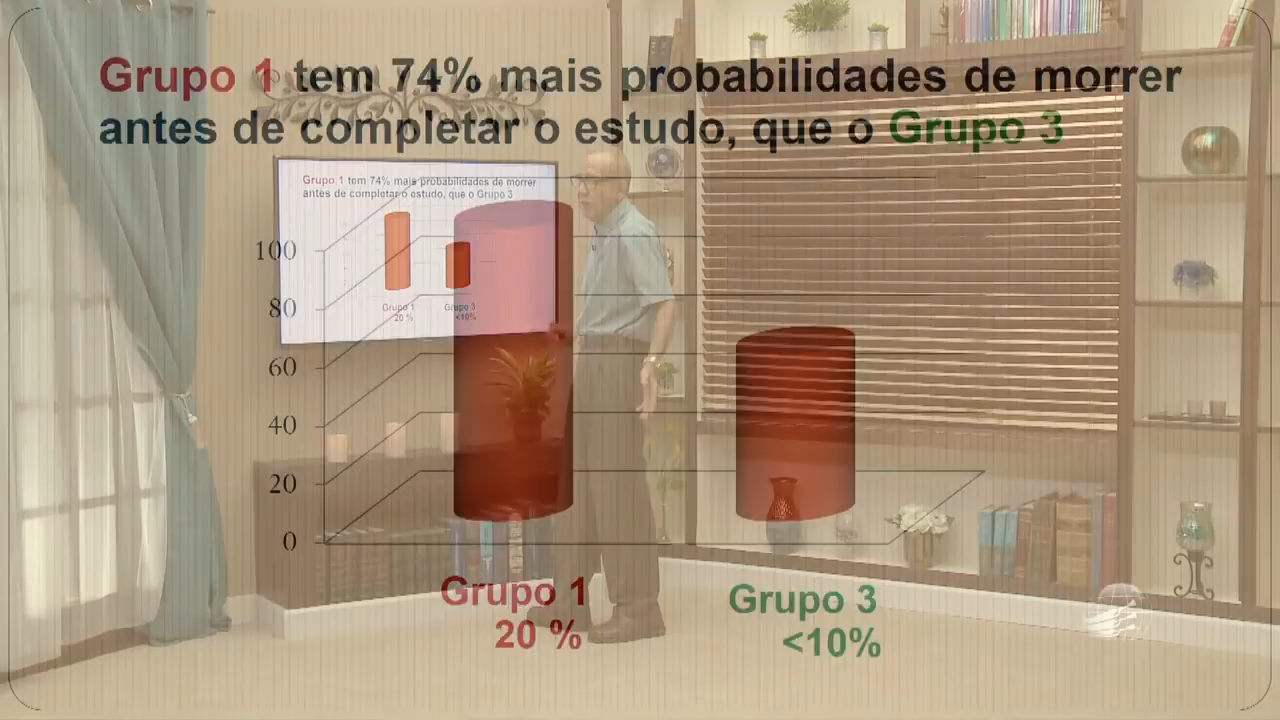 Grupo 1 tem 74% mais probabilidades de morrer
antes de completar o estudo, que o Grupo 3
Grupo 1 tem 74% mais probabilidades de morrer
antes de completar o estudo, que o Grupo 3
Grupo 1
20 %
Grupo 3
<10%
100
80
60
40
20
0
Grupo 1
20 %
Grupo 3
<10%